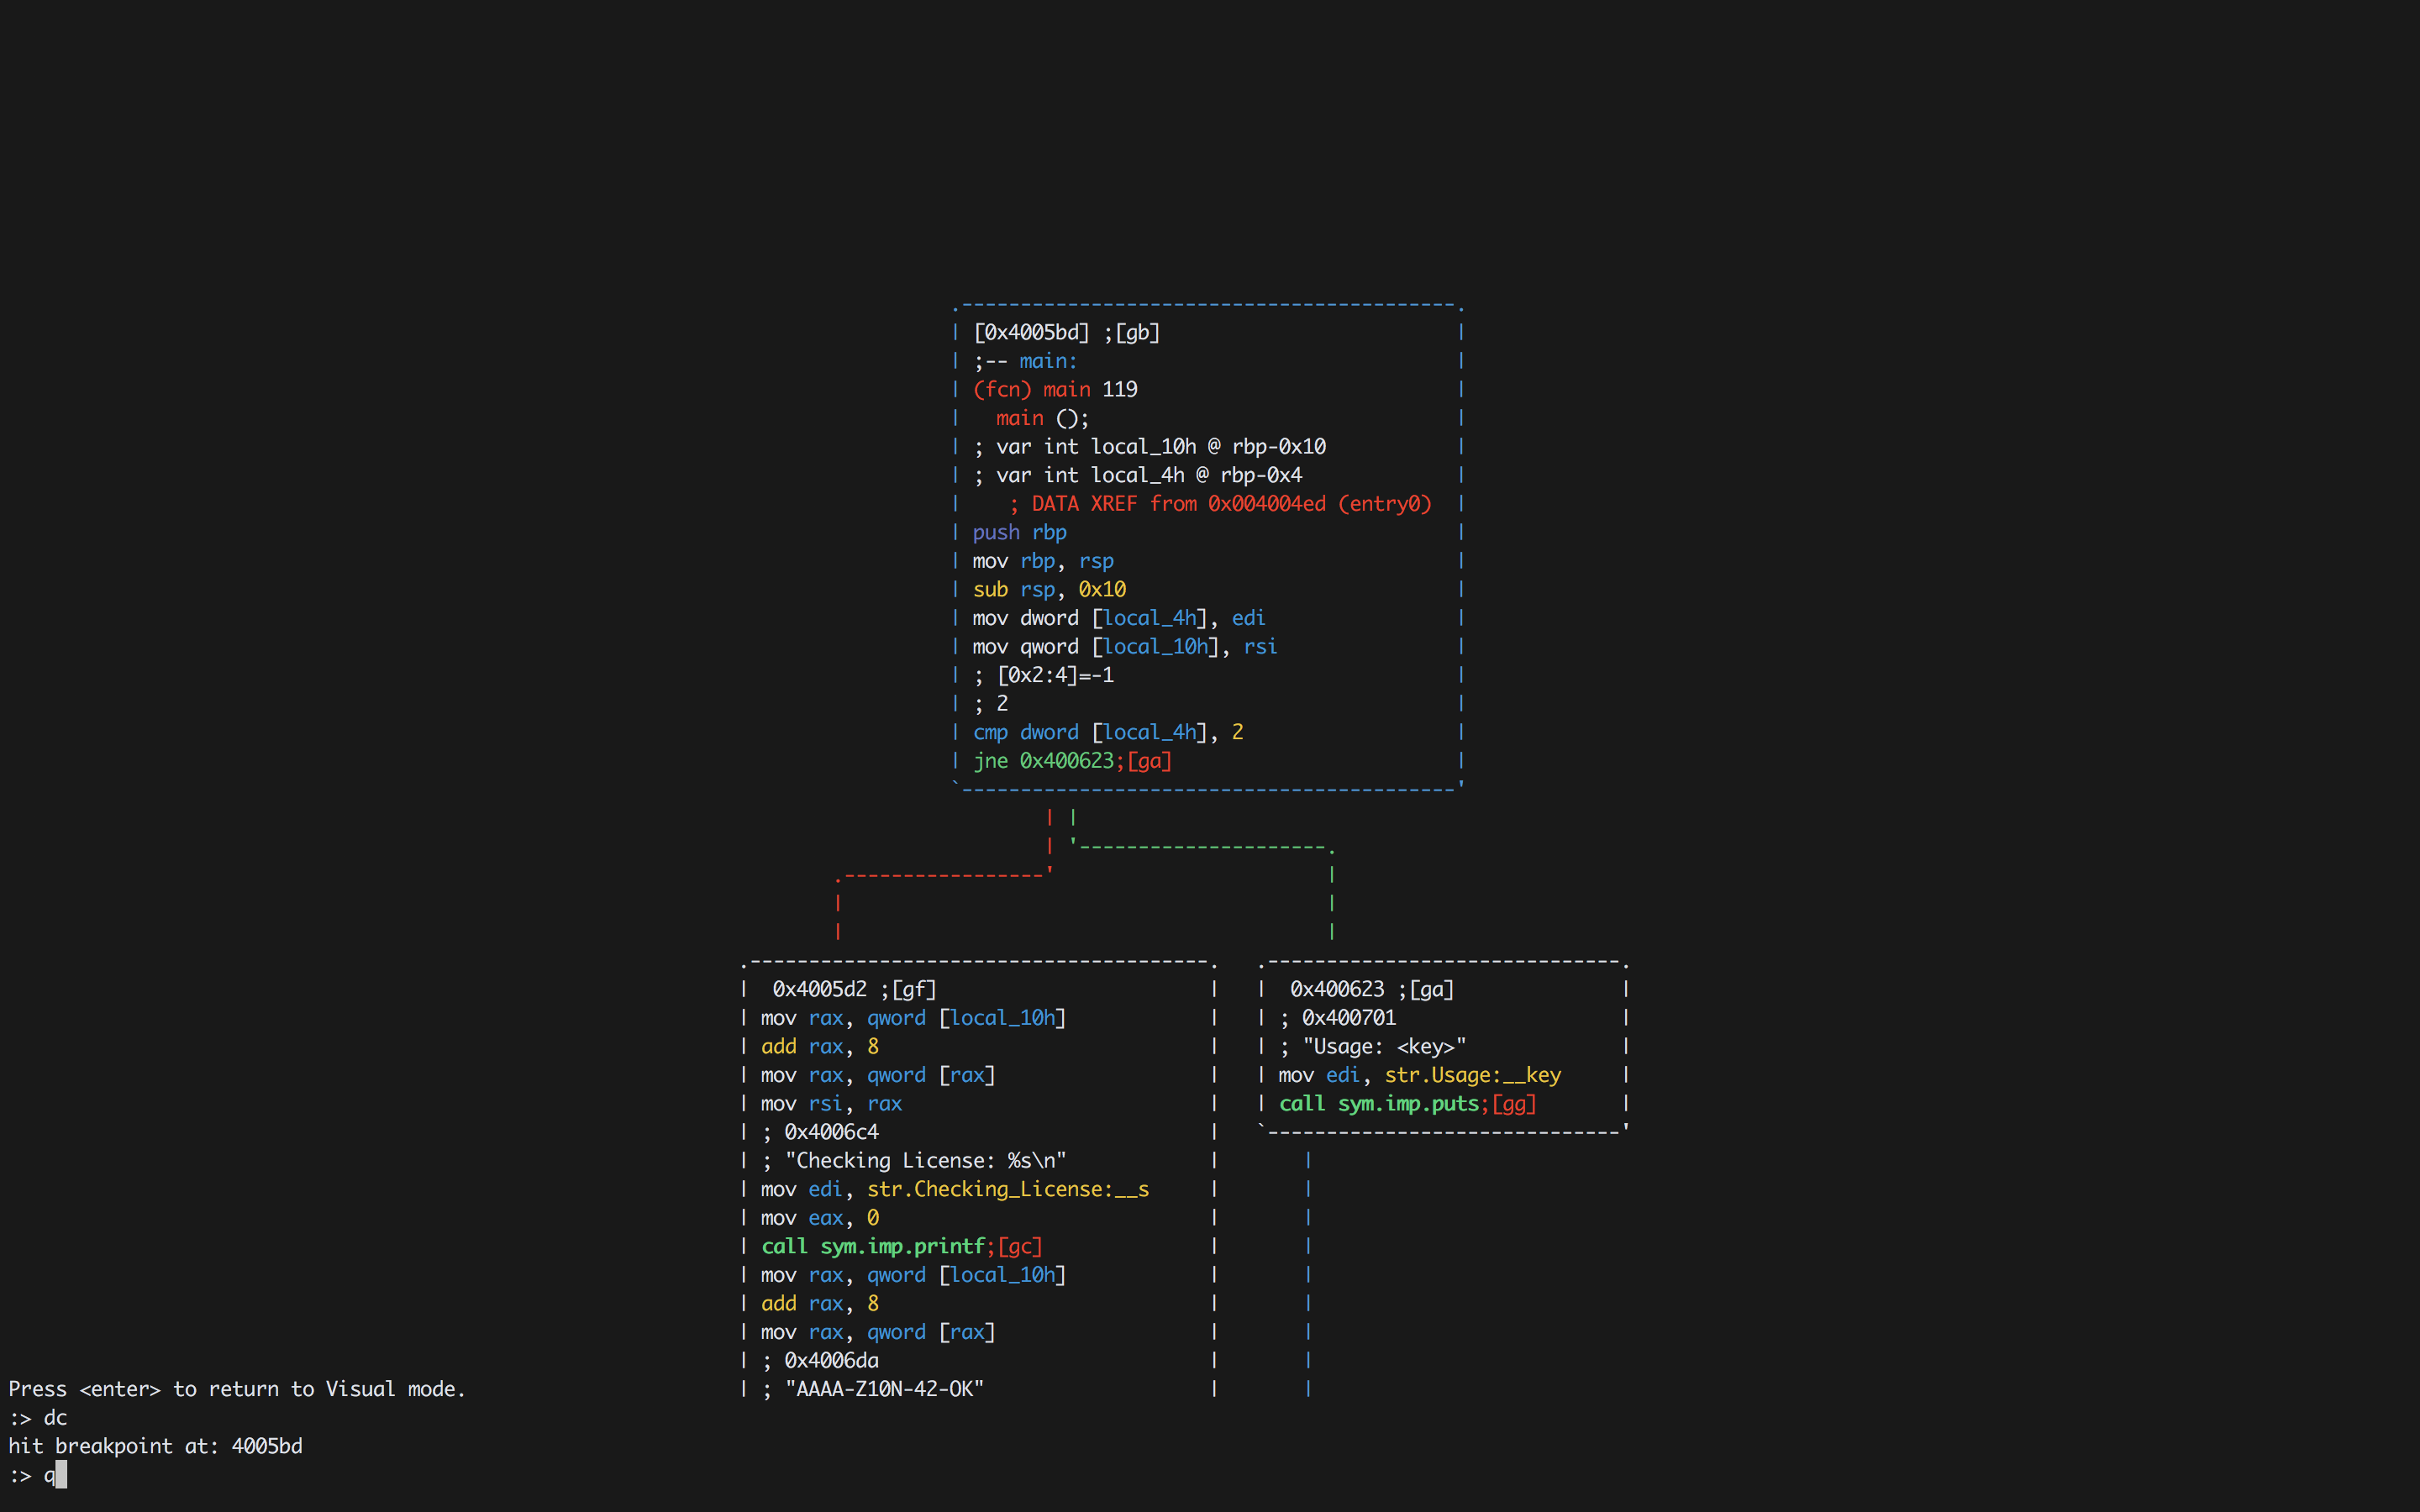 [0x4005bd] ;[gb]
;-- main:
(fcn) main 119
main ();
; var int local_10h @ rbp-0x10
; var int local_4h @ rbp-0x4
; DATA XREF from 0x004004ed (entry0)
push rbp
mov rbp, rsp
sub rsp, 0x10
mov dword [local_4h], edi
mov qword [local_10h], rsi
; [0x2:4]=-1
; 2
cmp dword [local_4h], 2
jne 0x400623;[ga]
0x4005d2 ;[gf]
mov rax, qword [local_10h]
add rax, 8
mov rax, qword [rax]
mov rsi, rax
; 0x4006c4
; "Checking License: %s\n"
mov edi, str.Checking_License:__s
mov eax, 0
call sym.imp.printf;[gc]
mov rax, qword [local_10h]
add rax, 8
mov rax, qword [rax]
; 0x4006da
; "AAAA-Z10N-42-OK"
0x400623 ;[ga]
; 0x400701
; "Usage: <key>"
mov edi, str.Usage:__key
call sym.imp.puts;[gg]
Press <enter> to return to Visual mode.
:> dc
hit breakpoint at: 4005bd
:> q